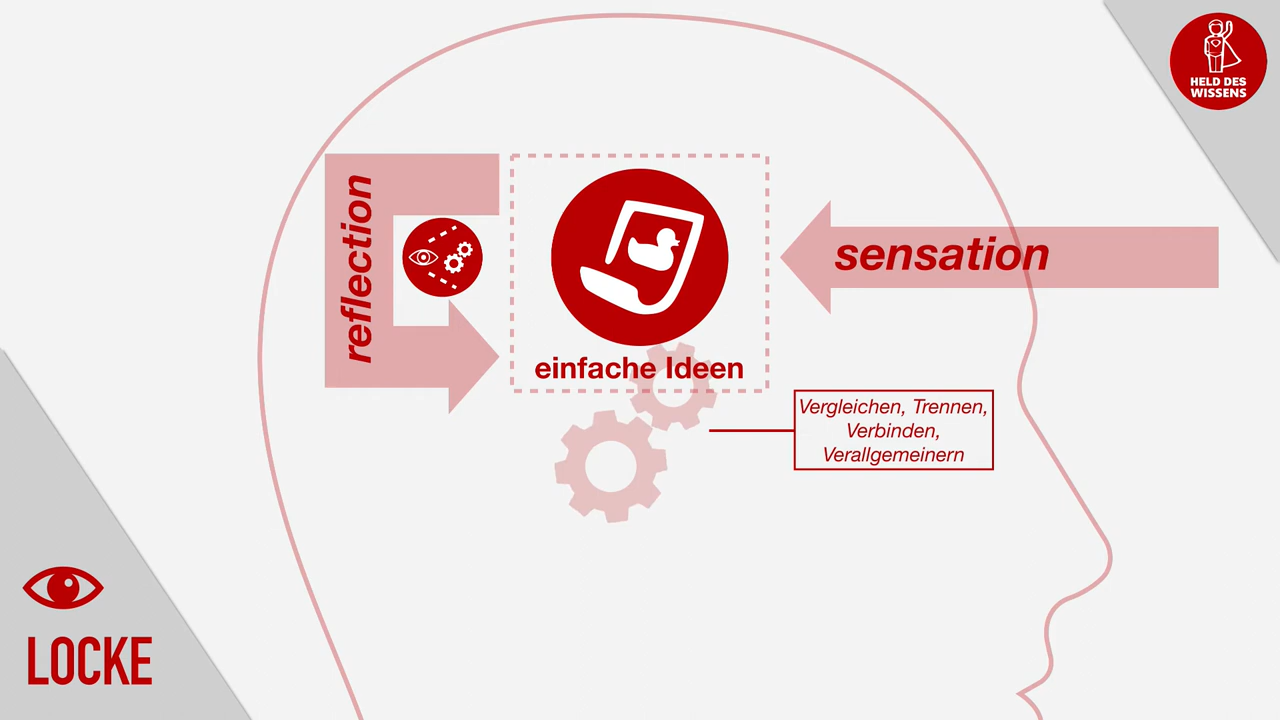 HELD DES
WISSENS
reflection
sensation
einfache Ideen
Vergleichen, Trennen,
Verbinden,
Verallgemeinern
LOCKE